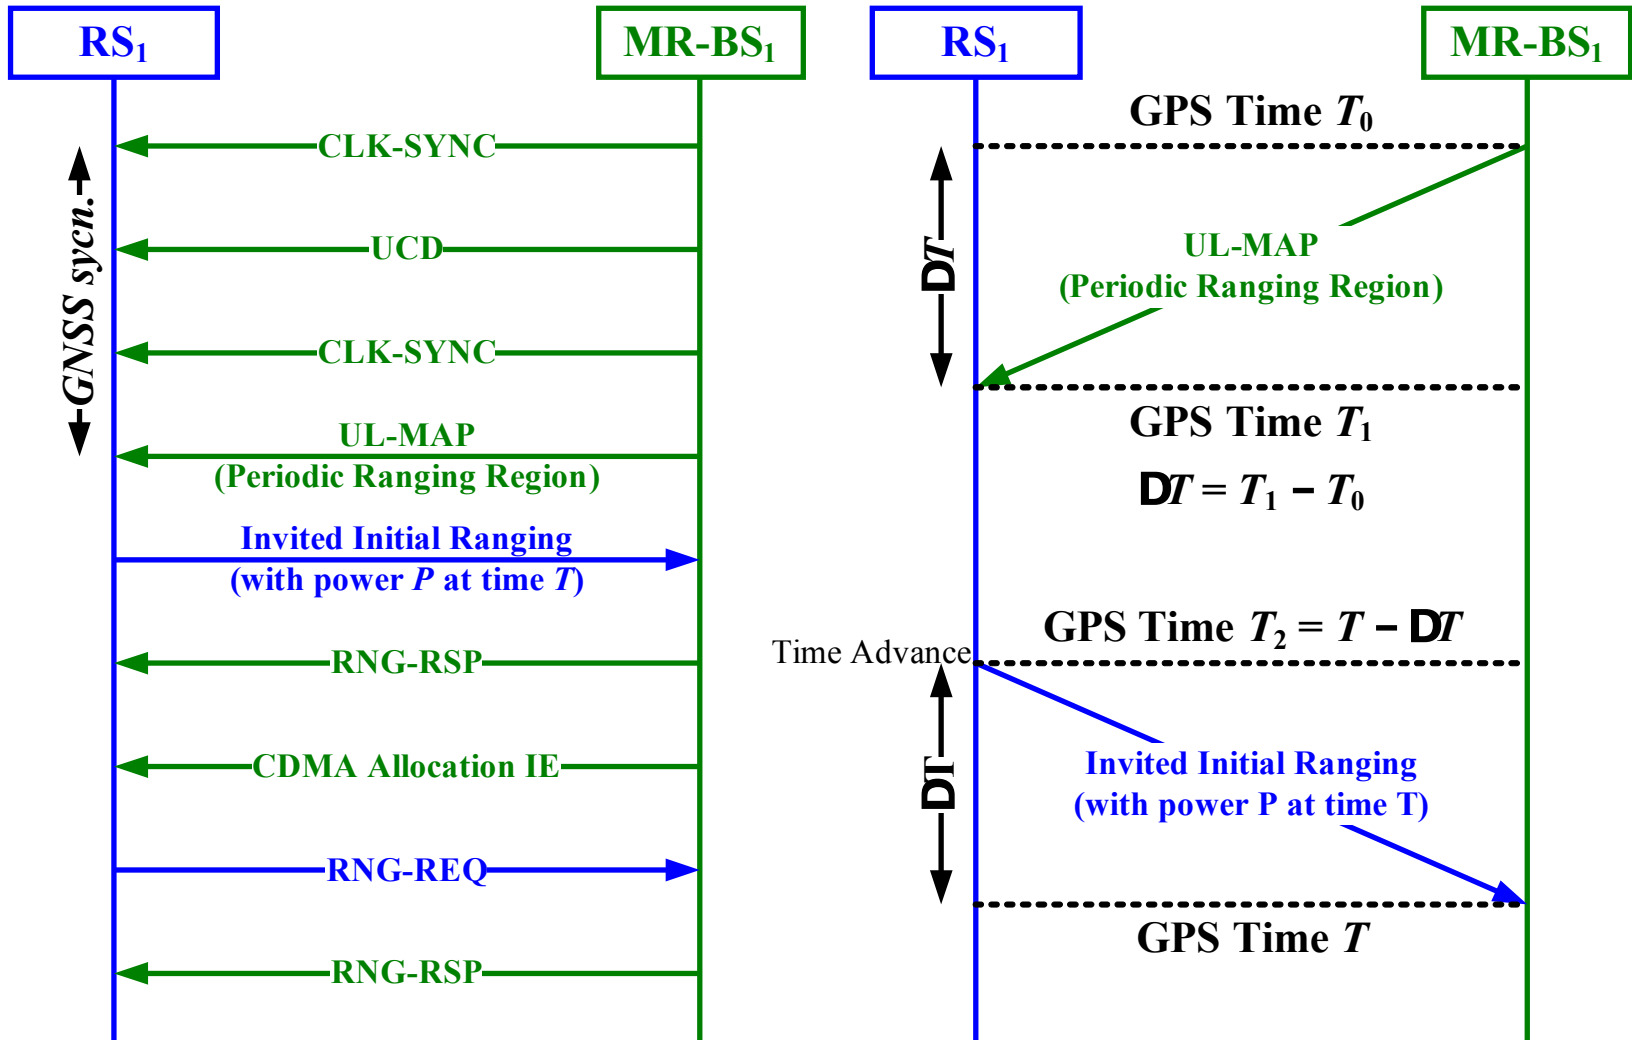 RS1
MR-BS1
CLK-SYNC
UCD
CLK-SYNC
GNSS sycn.
UL-MAP
(Periodic Ranging Region)
Invited Initial Ranging
(with power P at time T)
RNG-RSP
CDMA Allocation IE
RNG-REQ
RNG-RSP
RS1
MR-BS1
GPS Time T0
DT
UL-MAP
(Periodic Ranging Region)
GPS Time T1
DT = T1 – T0
GPS Time T2 = T – DT
Time Advance
DT
Invited Initial Ranging
(with power P at time T)
GPS Time T